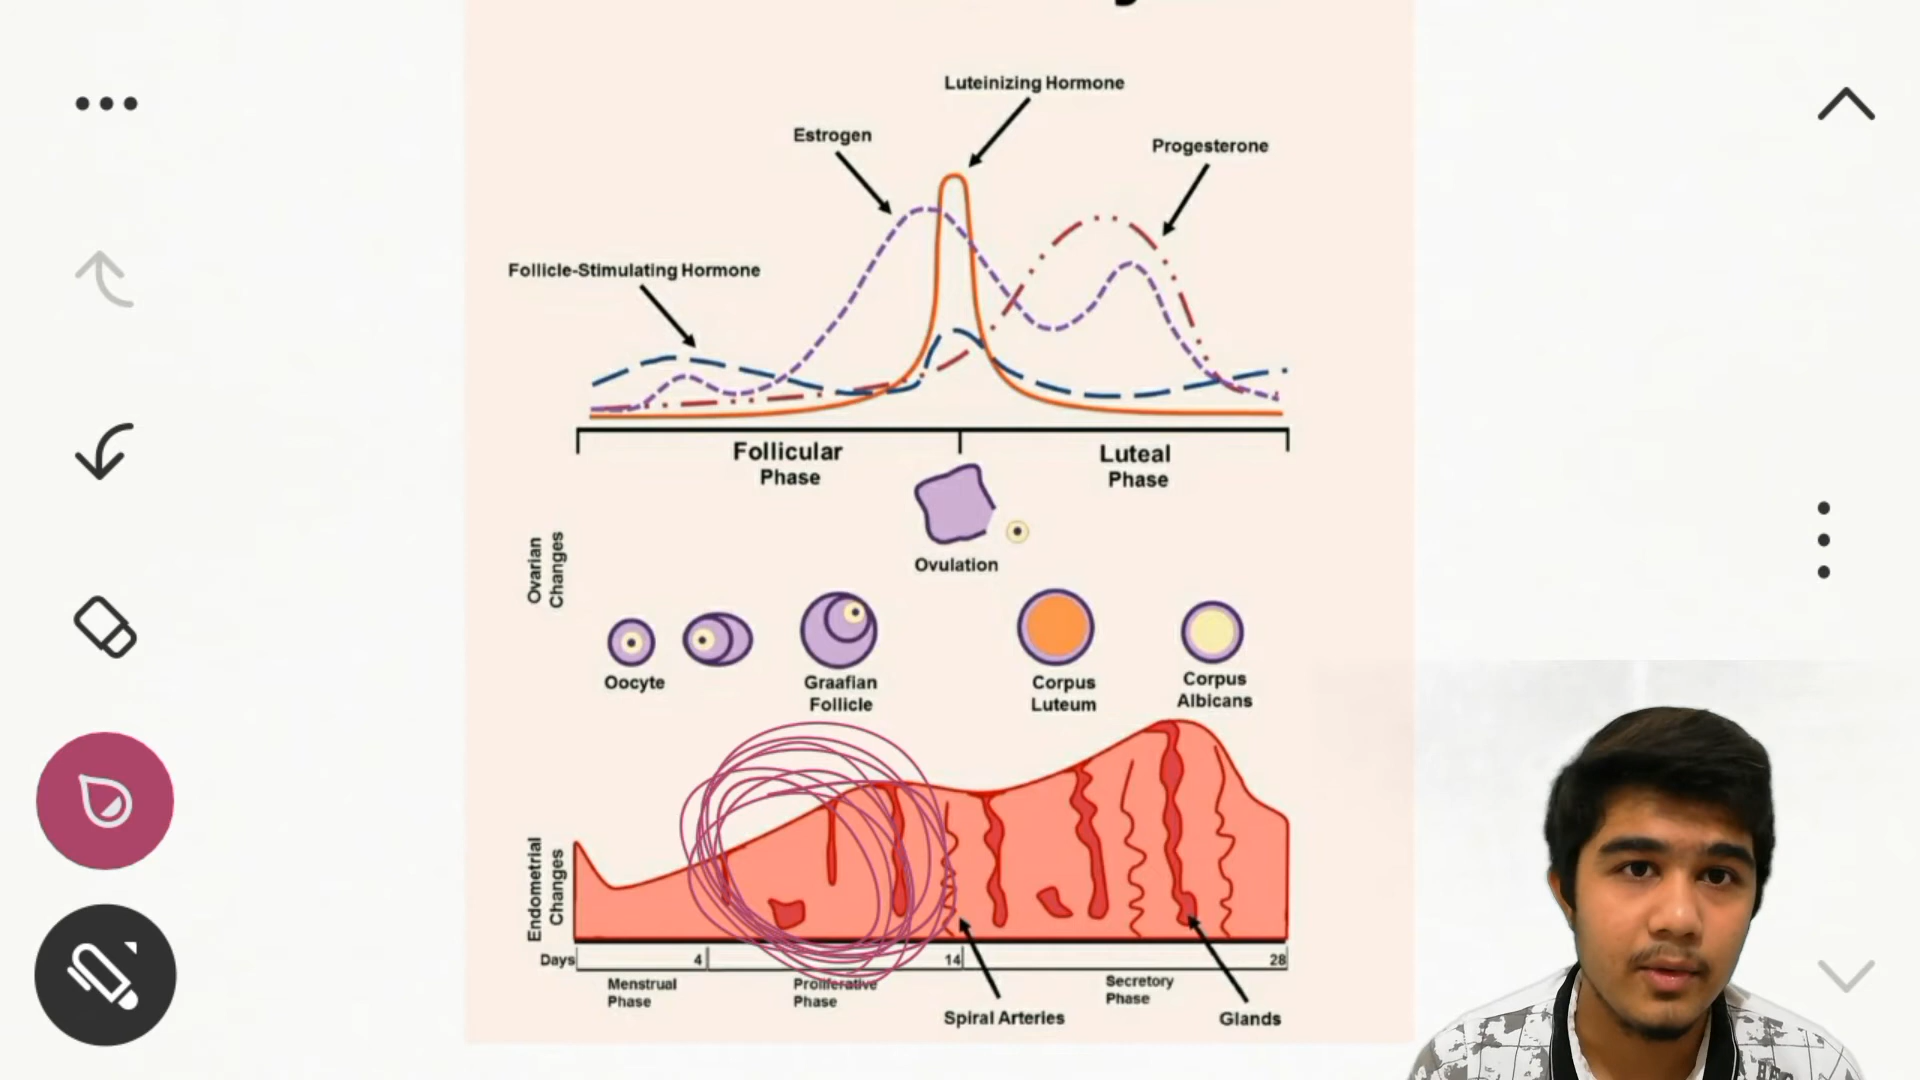 Luteinizing Hormone
Estrogen
Progesterone
Follicle-Stimulating Hormone
Follicular
Phase
Luteal
Phase
Ovarian
Changes
Ovulation
Oocyte
Graafian
Follicle
Corpus
Luteum
Corpus
Albicans
Endometrial
Changes
Days 4 14 28
Menstrual
Phase
Proliferative
Phase
Secretory
Phase
Spiral Arteries
Glands